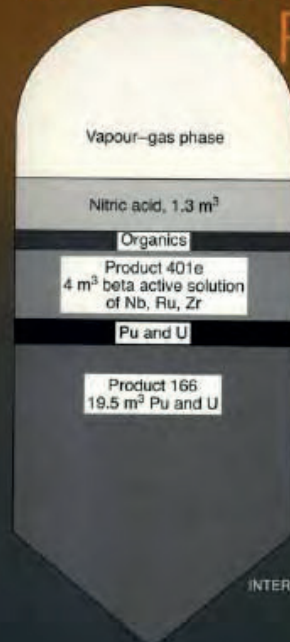 Vapour–gas phase
Nitric acid, 1.3 m³
Organics
Product 401e
4 m³ beta active solution
of Nb, Ru, Zr
Pu and U
Product 166
19.5 m³ Pu and U
INTER